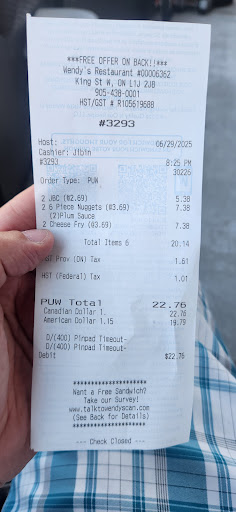 ***FREE OFFER ON BACK!!***
Wendy's Restaurant #00006362
King St W, ON L1J 2J8
905-438-0001
HST/GST # R105619688
#3293
Host: 06/29/2025
Cashier: Jibin
#3293 8:25 PM
30226
Order Type: PUW
2 JBC (@2.69) 5.38
2 6 Piece Nuggets (@3.69) 7.38
(2)Plum Sauce
2 Cheese Fry (@3.69) 7.38
Total Items 6 20.14
HST Prov (ON) Tax 1.61
HST (Federal) Tax 1.01
PUW Total 22.76
Canadian Dollar 1. 22.76
American Dollar 1.15 19.79
D/(400) Pinpad Timeout-
D/(400) Pinpad Timeout-
Debit $22.76
********************
Want a Free Sandwich?
Take our Survey!
www.talktowendyscan.com
(See Back for Details)
********************
--- Check Closed ---